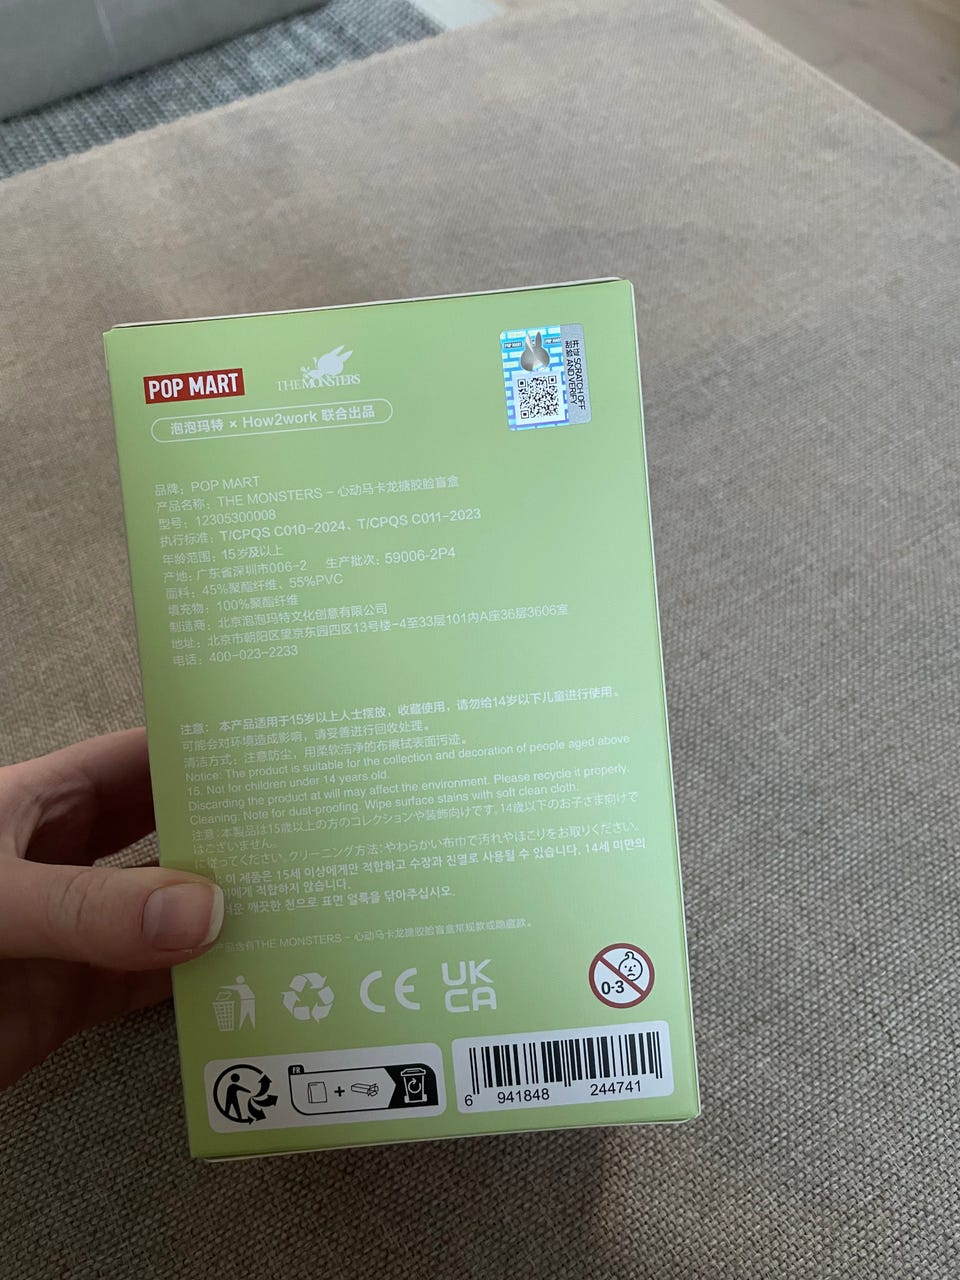 POP MART
THE MONSTERS
泡泡玛特 × How2work 联合出品
POP MART
POP MART
刮开
验证
SCRATCH OFF
AND VERIFY
品牌：POP MART
产品名称：THE MONSTERS – 心动马卡龙搪胶脸盲盒
型号：12305300008
执行标准：T/CPQS C010-2024、T/CPQS C011-2023
年龄范围：15岁及以上
产地：广东省深圳市006-2 生产批次：59006-2P4
面料：45%聚酯纤维、55%PVC
填充物：100%聚酯纤维
制造商：北京泡泡玛特文化创意有限公司
地址：北京市朝阳区望京东园四区13号楼-4至33层101内A座36层3606室
电话：400-023-2233
注意：本产品适用于15岁以上人士摆放，收藏使用，请勿给14岁以下儿童进行使用。
可能会对环境造成影响，请妥善进行回收处理。
清洁方式：注意防尘，用柔软洁净的布擦拭表面污迹。
Notice: The product is suitable for the collection and decoration of people aged above
15. Not for children under 14 years old.
Discarding the product at will may affect the environment. Please recycle it properly.
Cleaning: Note for dust-proofing. Wipe surface stains with soft clean cloth.
注意：本製品は15歳以上の方のコレクションや装飾向けです。14歳以下のお子さま向けで
はございません。
に従ってください。クリーニング方法：やわらかい布巾で汚れやほこりをお取りください。
이 제품은 15세 이상에게만 적합하고 수장과 진열로 사용될 수 있습니다. 14세 미만의
이에게 적합하지 않습니다.
깨끗한 천으로 표면 얼룩을 닦아주십시오.
产品含有THE MONSTERS – 心动马卡龙搪胶脸盲盒常规款或隐藏款。
CE
UK
CA
0-3
FR
+
6 941848 244741